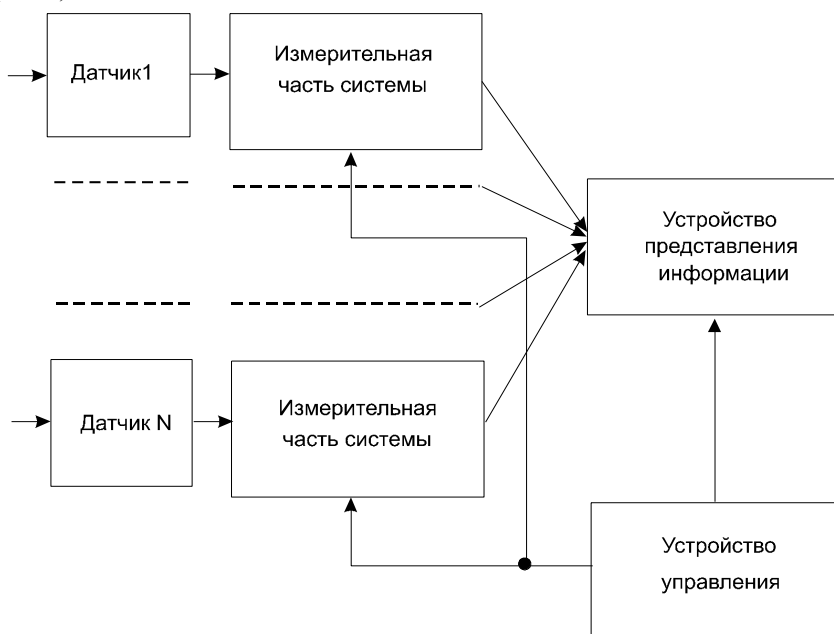 Датчик1
Измерительная
часть системы
Устройство
представления
информации
Датчик N
Измерительная
часть системы
Устройство
управления